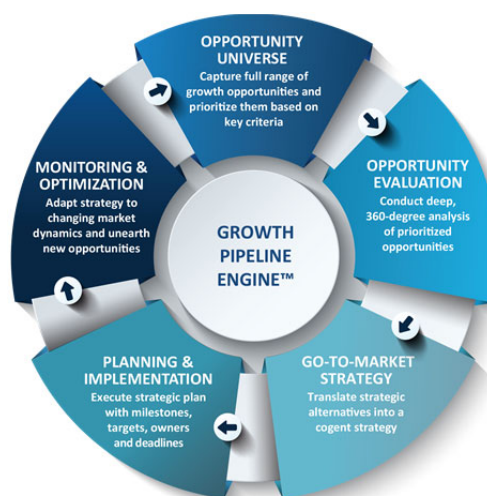 OPPORTUNITY
UNIVERSE
Capture full range of
growth opportunities and
prioritize them based on
key criteria
OPPORTUNITY
EVALUATION
Conduct deep,
360-degree analysis
of prioritized
opportunities
GO-TO-MARKET
STRATEGY
Translate strategic
alternatives into a
cogent strategy
PLANNING &
IMPLEMENTATION
Execute strategic plan
with milestones,
targets, owners
and deadlines
MONITORING &
OPTIMIZATION
Adapt strategy to
changing market
dynamics and unearth
new opportunities
GROWTH
PIPELINE
ENGINE™